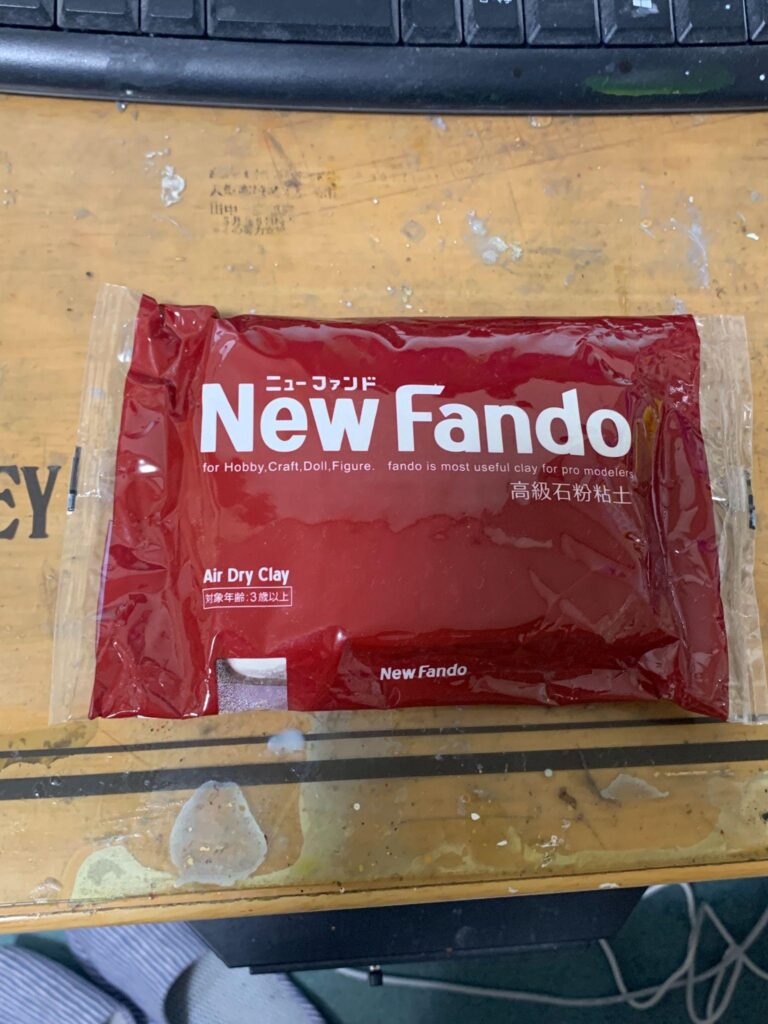 ニューファンド
New Fando
for Hobby,Craft,Doll,Figure. fando is most useful clay for pro modelers
高級石粉粘土
Air Dry Clay
対象年齢:3歳以上
New Fando
EY
田中